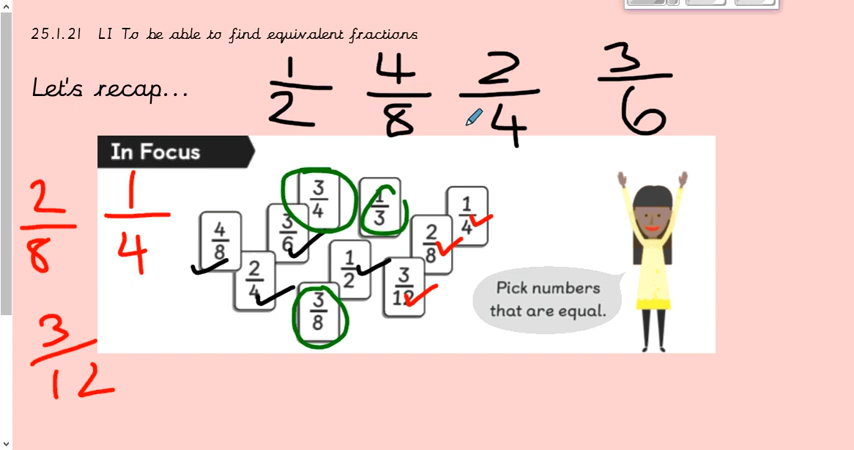 25.1.21 LI To be able to find equivalent fractions
Let's recap...
1/2 4/8 2/4 3/6
In Focus
2/8 1/4
3/12
3/4
1/3
1/4
4/8
3/6
2/8
2/4
1/2
3/12
3/8
Pick numbers
that are equal.